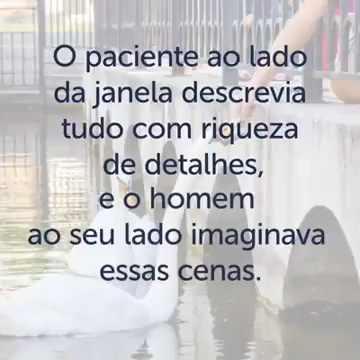 O paciente ao lado
da janela descrevia
tudo com riqueza
de detalhes,
e o homem
ao seu lado imaginava
essas cenas.